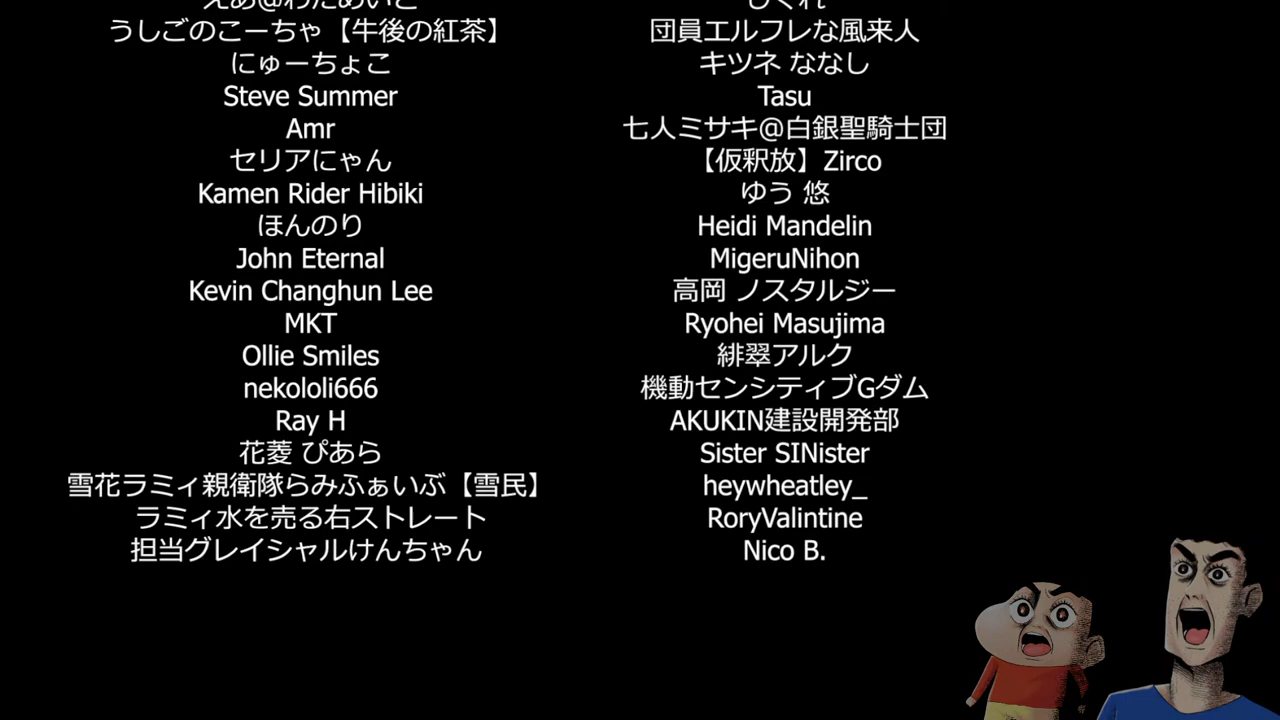 うしごのこーちゃ【牛後の紅茶】
にゅーちょこ
Steve Summer
Amr
セリアにゃん
Kamen Rider Hibiki
ほんのり
John Eternal
Kevin Changhun Lee
MKT
Ollie Smiles
nekololi666
Ray H
花菱 ぴあら
雪花ラミィ親衛隊らみふぁいぶ【雪民】
ラミィ水を売る右ストレート
担当グレイシャルけんちゃん
団員エルフレな風来人
キツネ ななし
Tasu
七人ミサキ@白銀聖騎士団
【仮釈放】Zirco
ゆう 悠
Heidi Mandelin
MigeruNihon
高岡 ノスタルジー
Ryohei Masujima
緋翠アルク
機動センシティブGダム
AKUKIN建設開発部
Sister SINister
heywheatley_
RoryValintine
Nico B.